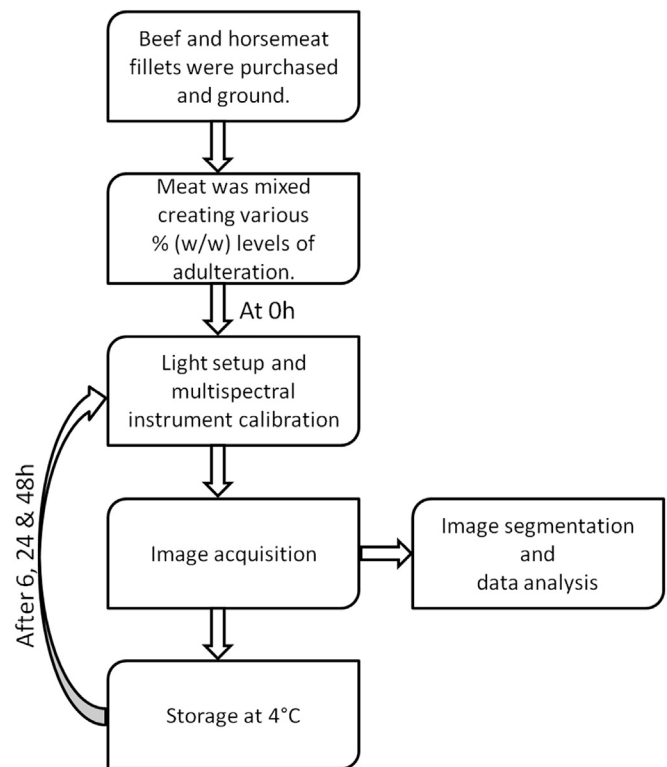 Beef and horsemeat
fillets were purchased
and ground.
Meat was mixed
creating various
% (w/w) levels of
adulteration.
At 0h
Light setup and
multispectral
instrument calibration
After 6, 24 & 48h
Image acquisition
Image segmentation
and
data analysis
Storage at 4°C